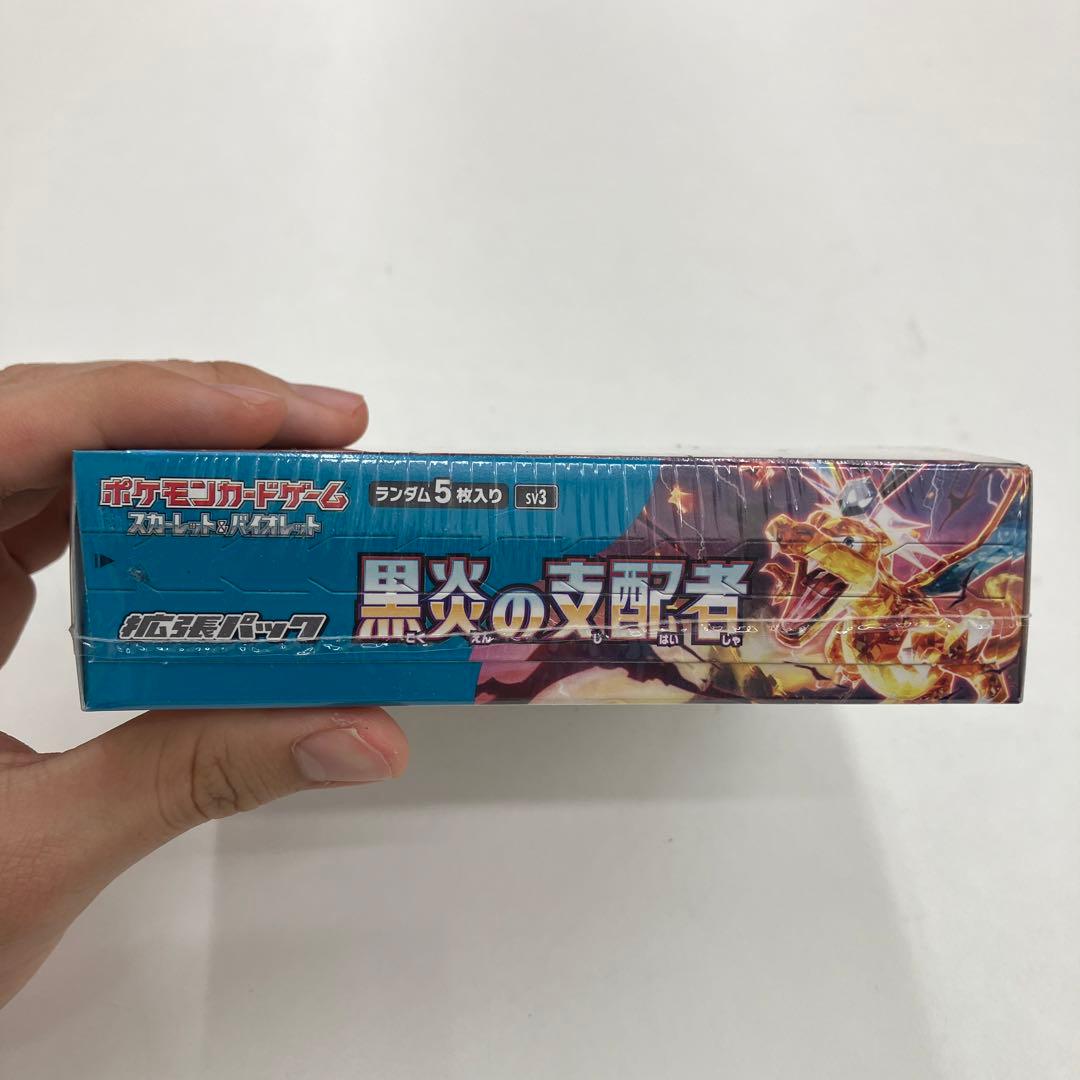 ポケモンカードゲーム
スカーレット&バイオレット
ランダム5枚入り
SV3
黒炎の支配者
こくえんしはいしゃ
拡張パック